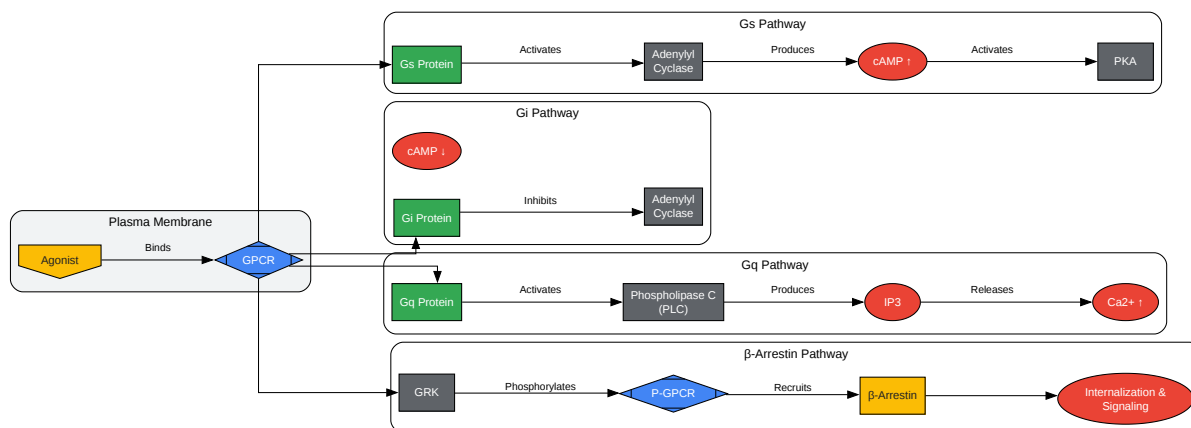 Gs Pathway
Gs Protein
Activates
Adenylyl
Cyclase
Produces
cAMP ↑
Activates
PKA
Gi Pathway
cAMP ↓
Gi Protein
Inhibits
Adenylyl
Cyclase
Plasma Membrane
Agonist
Binds
GPCR
Gq Pathway
Gq Protein
Activates
Phospholipase C
(PLC)
Produces
IP3
Releases
Ca2+ ↑
β-Arrestin Pathway
GRK
Phosphorylates
P-GPCR
Recruits
β-Arrestin
Internalization &
Signaling